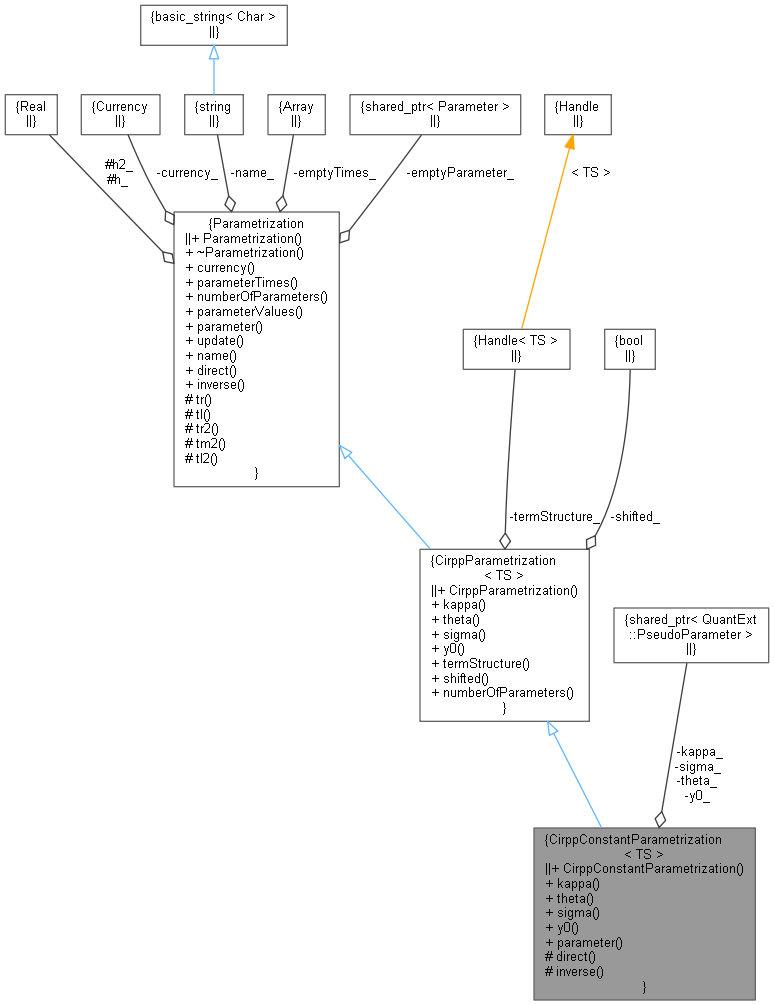 {basic_string< Char >
||}
{Real
||}
{Currency
||}
{string
||}
{Array
||}
{shared_ptr< Parameter >
||}
{Handle
||}
#h2_
#h_
-currency_
-name_
-emptyTimes_
-emptyParameter_
< TS >
{Parametrization
||+ Parametrization()
+ ~Parametrization()
+ currency()
+ parameterTimes()
+ numberOfParameters()
+ parameterValues()
+ parameter()
+ update()
+ name()
+ direct()
+ inverse()
# tr()
# tl()
# tr2()
# tm2()
# tl2()
}
{Handle< TS >
||}
{bool
||}
-termStructure_
-shifted_
{CirppParametrization
< TS >
||+ CirppParametrization()
+ kappa()
+ theta()
+ sigma()
+ y0()
+ termStructure()
+ shifted()
+ numberOfParameters()
}
{shared_ptr< QuantExt
::PseudoParameter >
||}
-kappa_
-sigma_
-theta_
-y0_
{CirppConstantParametrization
< TS >
||+ CirppConstantParametrization()
+ kappa()
+ theta()
+ sigma()
+ y0()
+ parameter()
# direct()
# inverse()
}